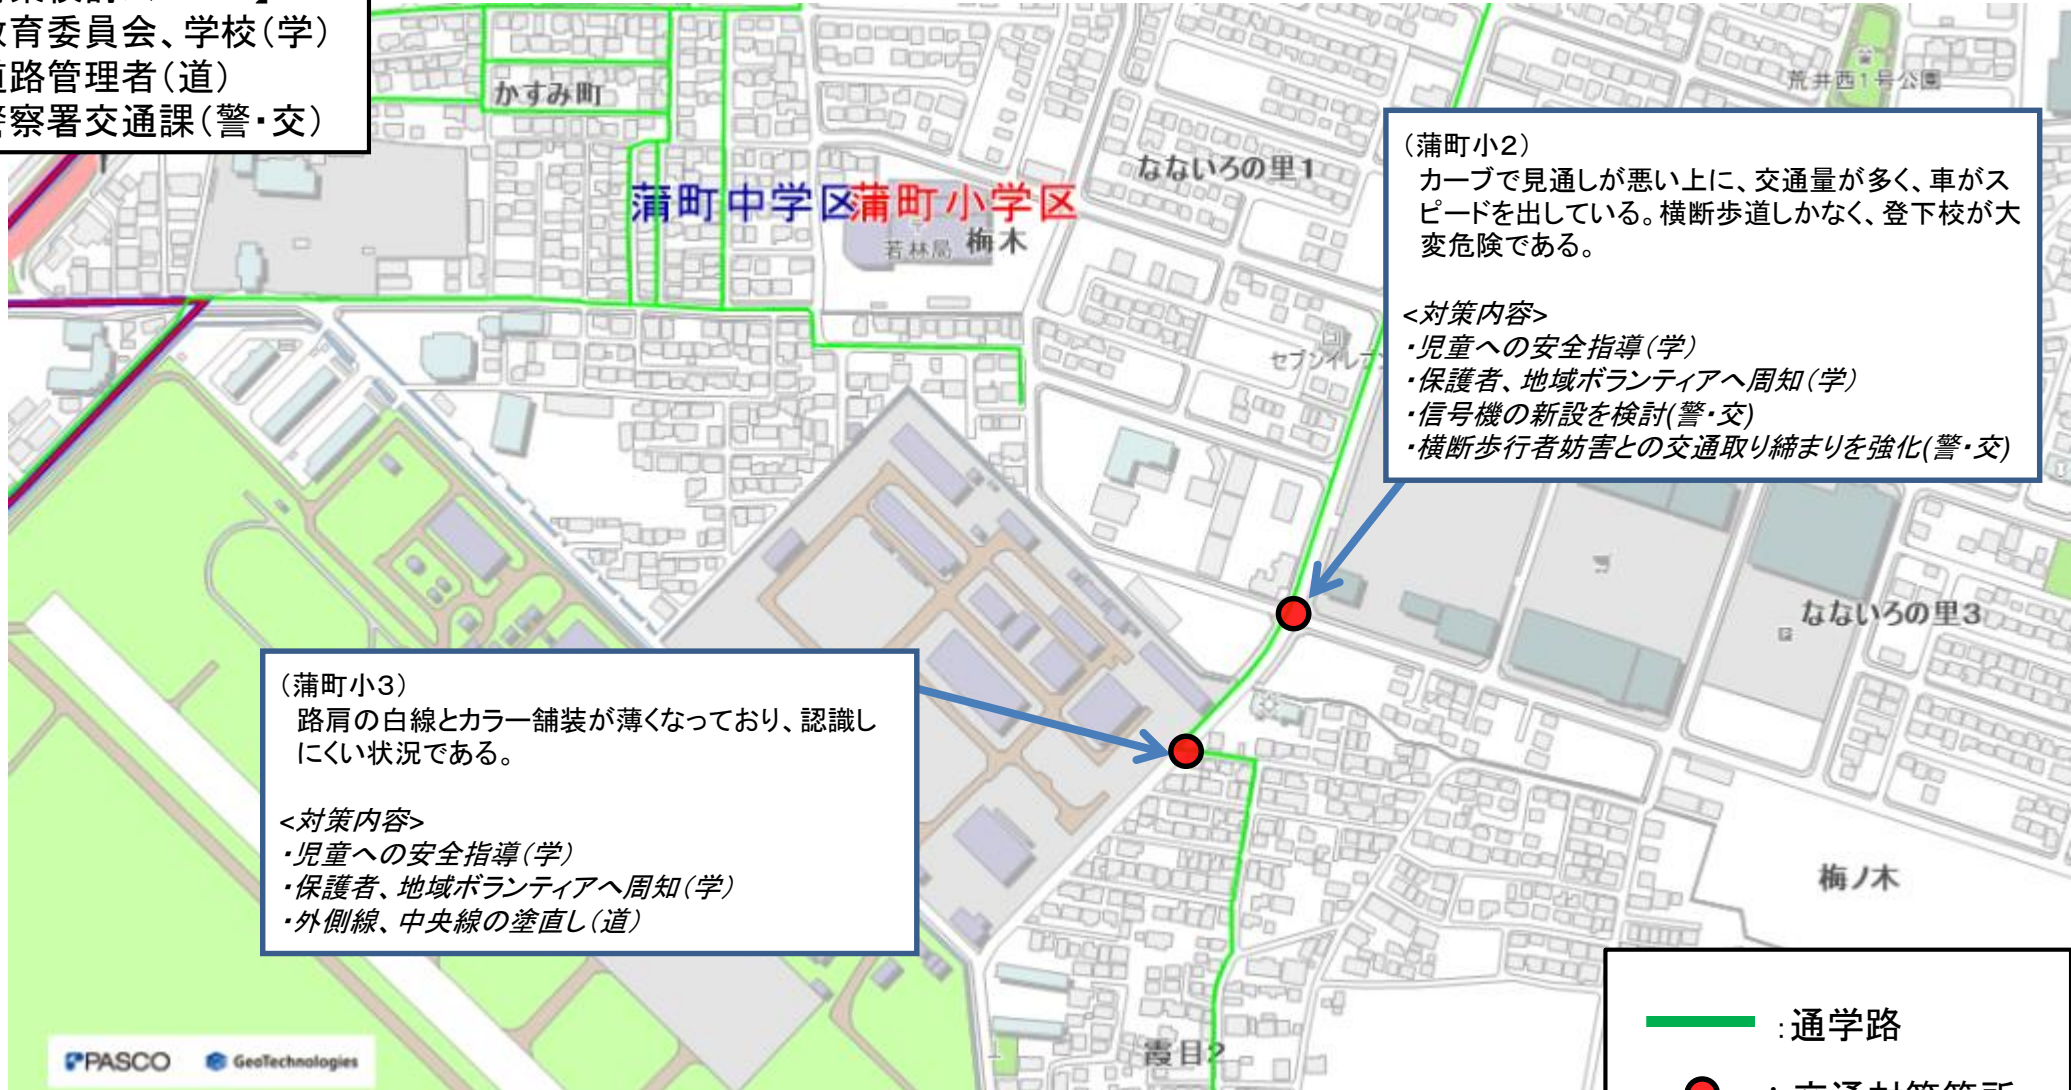 教育委員会、学校(学)
道路管理者(道)
警察署交通課(警・交)
かすみ町
荒井西1号公園
なないろの里1
蒲町中学区
蒲町小学区
若林局
梅木
セブンイレブン
(蒲町小2)
カーブで見通しが悪い上に、交通量が多く、車がス
ピードを出している。横断歩道しかなく、登下校が大
変危険である。
<対策内容>
・児童への安全指導(学)
・保護者、地域ボランティアへ周知(学)
・信号機の新設を検討(警・交)
・横断歩行者妨害との交通取り締まりを強化(警・交)
なないろの里3
(蒲町小3)
路肩の白線とカラー舗装が薄くなっており、認識し
にくい状況である。
<対策内容>
・児童への安全指導(学)
・保護者、地域ボランティアへ周知(学)
・外側線、中央線の塗直し(道)
梅ノ木
霞目2
PASCO
GeoTechnologies
:通学路
:交通対策箇所